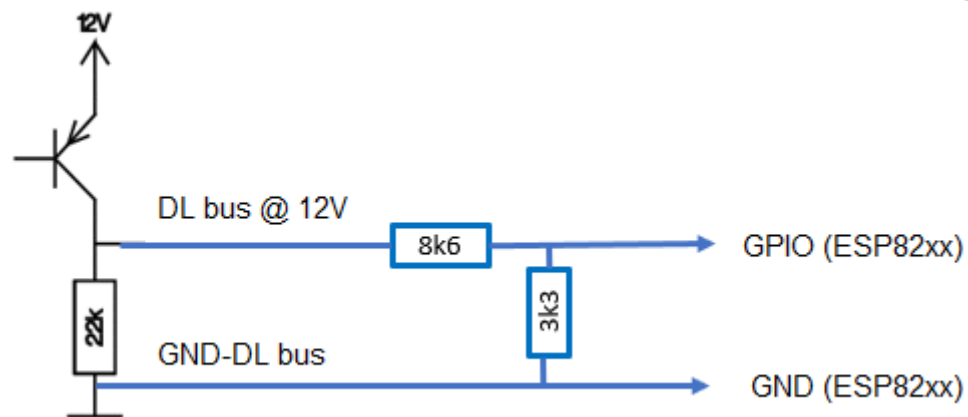 12V
DL bus @ 12V
8k6
GPIO (ESP82xx)
22k
3k3
GND-DL bus
GND (ESP82xx)